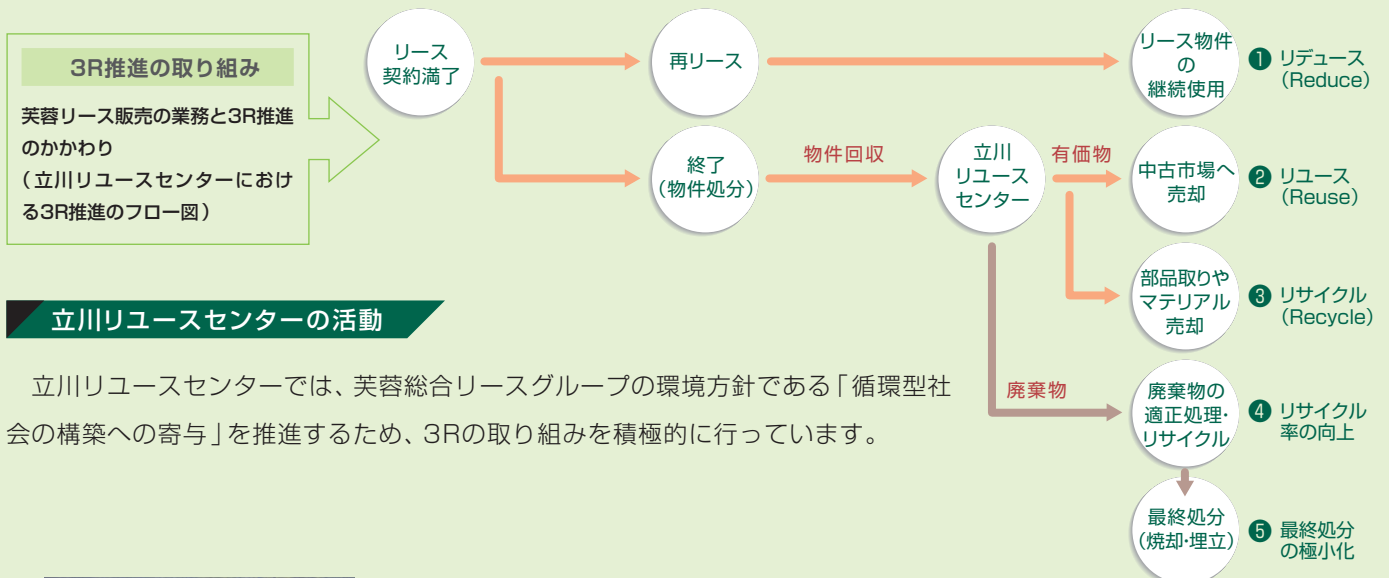 3R推進の取り組み
芙蓉リース販売の業務と3R推進
のかかわり
(立川リユースセンターにおけ
る3R推進のフロー図)
リース
契約満了
再リース
リース物件
の
継続使用
❶ リデュース
(Reduce)
終了
(物件処分)
物件回収
立川
リユース
センター
有価物
中古市場へ
売却
❷ リユース
(Reuse)
部品取りや
マテリアル
売却
❸ リサイクル
(Recycle)
廃棄物
廃棄物の
適正処理・
リサイクル
❹ リサイクル
率の向上
最終処分
(焼却・埋立)
❺ 最終処分
の極小化
立川リユースセンターの活動
立川リユースセンターでは、芙蓉総合リースグループの環境方針である「循環型社
会の構築への寄与」を推進するため、3Rの取り組みを積極的に行っています。